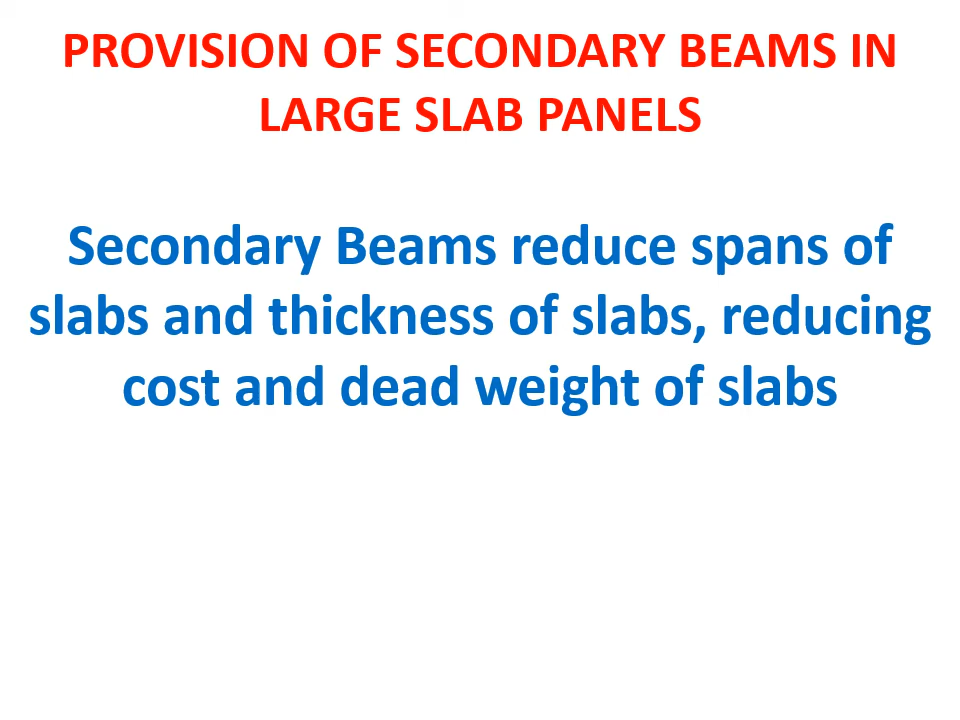 PROVISION OF SECONDARY BEAMS IN
LARGE SLAB PANELS
Secondary Beams reduce spans of
slabs and thickness of slabs, reducing
cost and dead weight of slabs